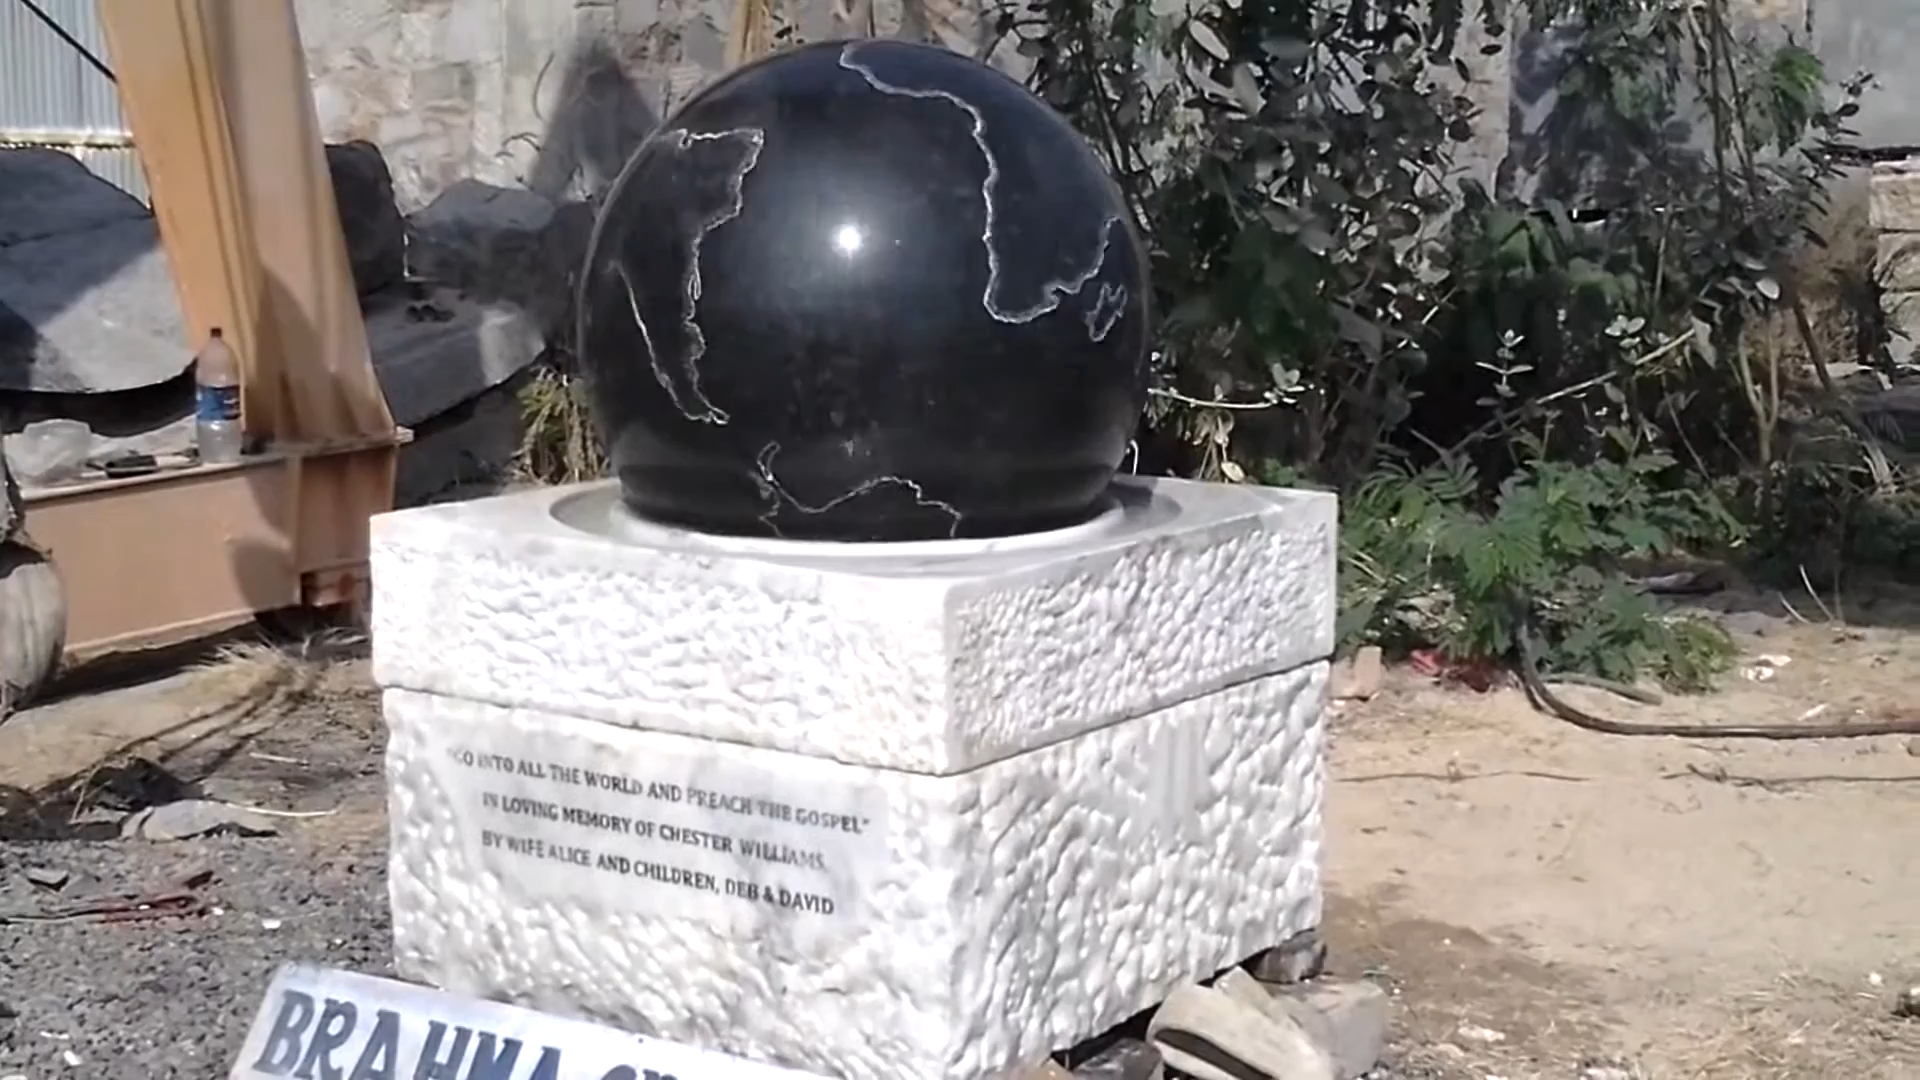 "GO INTO ALL THE WORLD AND PREACH THE GOSPEL"
IN LOVING MEMORY OF CHESTER WILLIAMS
BY WIFE ALICE AND CHILDREN, DEB & DAVID
BRAHMA